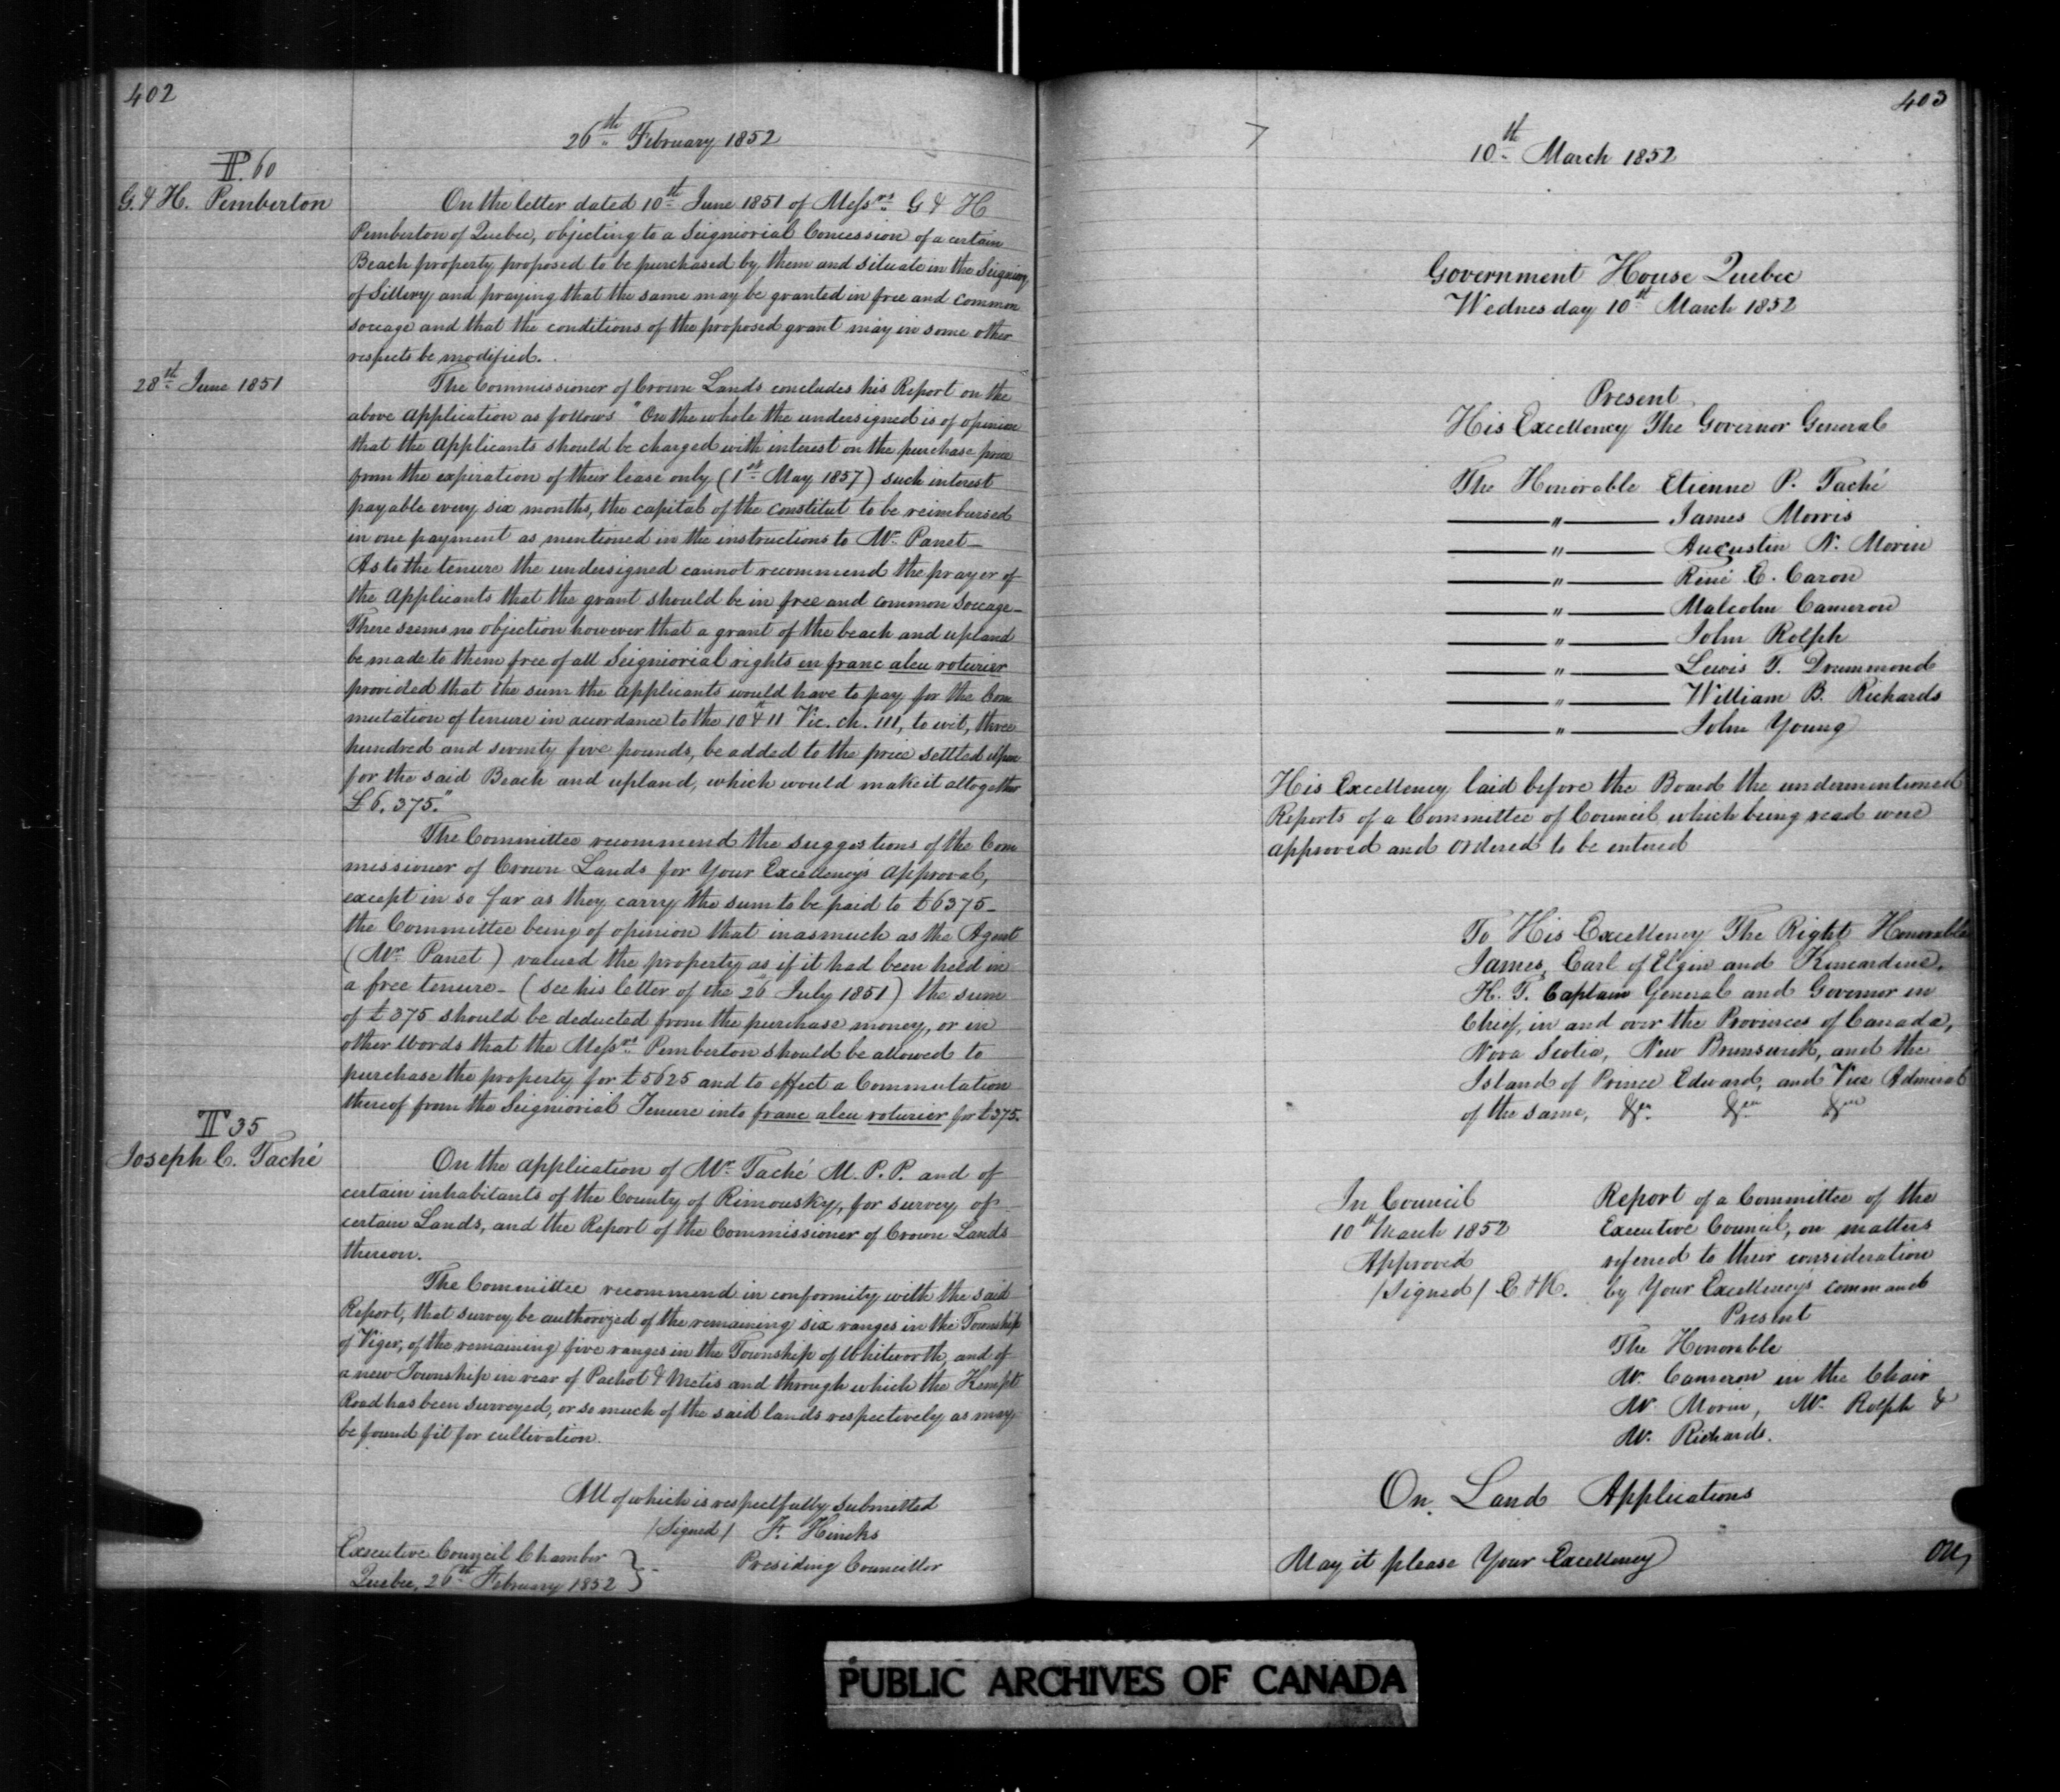 402
26th February 1852
P. 60
G. & H. Pemberton
On the letter dated 10th June 1851 of Messrs G & H
Pemberton of Quebec, objecting to a Seigniorial Concession of a certain
Beach property proposed to be purchased by them and situate in the Seigniory
of Sillery and praying that the same may be granted in free and common
soccage and that the conditions of the proposed grant may in some other
respects be modified.
28th June 1851
The Commissioner of Crown Lands concludes his Report on the
above application as follows "On the whole the undersigned is of opinion
that the applicants should be charged with interest on the purchase price
from the expiration of their lease only (1st May 1857) such interest
payable every six months, the capital of the constitut to be reimbursed
in one payment as mentioned in the instructions to Mr. Panet—
As to the tenure the undersigned cannot recommend the prayer of
the applicants that the grant should be in free and common Soccage—
There seems no objection however that a grant of the beach and upland
be made to them free of all Seigniorial rights in franc aleu roturier
provided that the sum the applicants would have to pay for the Com
mutation of tenure in accordance to the 10th & 11 Vic. ch. 111, to wit, three
hundred and seventy five pounds, be added to the price settled upon
for the said Beach and upland, which would make it altogether
£6,375."
The Committee recommend the suggestions of the Com
missioner of Crown Lands for Your Excellency's approval,
except in so far as they carry the sum to be paid to £6375—
the Committee being of opinion that inasmuch as the Agent
(Mr. Panet) valued the property as if it had been held in
a free tenure— (see his letter of the 26 July 1851) the sum
of £375 should be deducted from the purchase money, or in
other words that the Messrs. Pemberton should be allowed to
purchase the property for £5625 and to effect a Commutation
thereof from the Seigniorial Tenure into franc aleu roturier for £375.
T 35
Joseph C. Taché
On the application of Mr. Taché M. P. P. and of
certain inhabitants of the County of Rimousky, for survey of
certain Lands, and the Report of the Commissioner of Crown Lands
thereon.
The Committee recommend in conformity with the said
Report, that survey be authorized of the remaining six ranges in the Township
of Viger, of the remaining five ranges in the Township of Whitworth, and of
a new Township in rear of Pachot & Metis and through which the Kempt
Road has been surveyed, or so much of the said lands respectively as may
be found fit for cultivation.
All of which is respectfully submitted
/Signed/ F. Hincks
Executive Council Chamber
Presiding Councillor
Quebec, 26th February 1852
403
10th March 1852
Government House Quebec
Wednesday 10th March 1852
Present
His Excellency The Governor General
The Honorable Etienne P. Taché
" James Morris
" Augustin N. Morin
" René E. Caron
" Malcolm Cameron
" John Rolph
" Lewis T. Drummond
" William B. Richards
" John Young
His Excellency laid before the Board the undermentioned
Reports of a Committee of Council which being read were
approved and ordered to be entered
To His Excellency The Right Honorable
James, Earl of Elgin and Kincardine,
K. T. Captain General and Governor in
Chief, in and over the Provinces of Canada,
Nova Scotia, New Brunswick, and the
Island of Prince Edward, and Vice Admiral
of the same, &c. &c. &c.
In Council
10th March 1852
Approved
/Signed/ E. & K.
Report of a Committee of the
Executive Council, on matters
referred to their consideration
by Your Excellency's command
Present
The Honorable
Mr. Cameron in the Chair
Mr. Morin, Mr. Rolph &
Mr. Richards.
On Land Applications
May it please Your Excellency
On
PUBLIC ARCHIVES OF CANADA